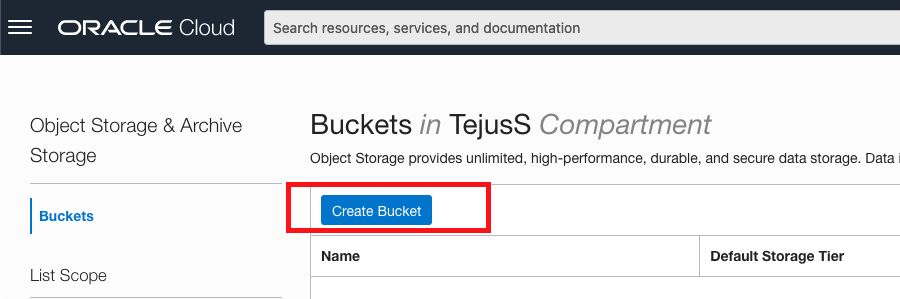 ORACLE Cloud
Search resources, services, and documentation
Object Storage & Archive
Storage
Buckets
List Scope
Buckets in TejusS Compartment
Object Storage provides unlimited, high-performance, durable, and secure data storage. Data i
Create Bucket
Name
Default Storage Tier